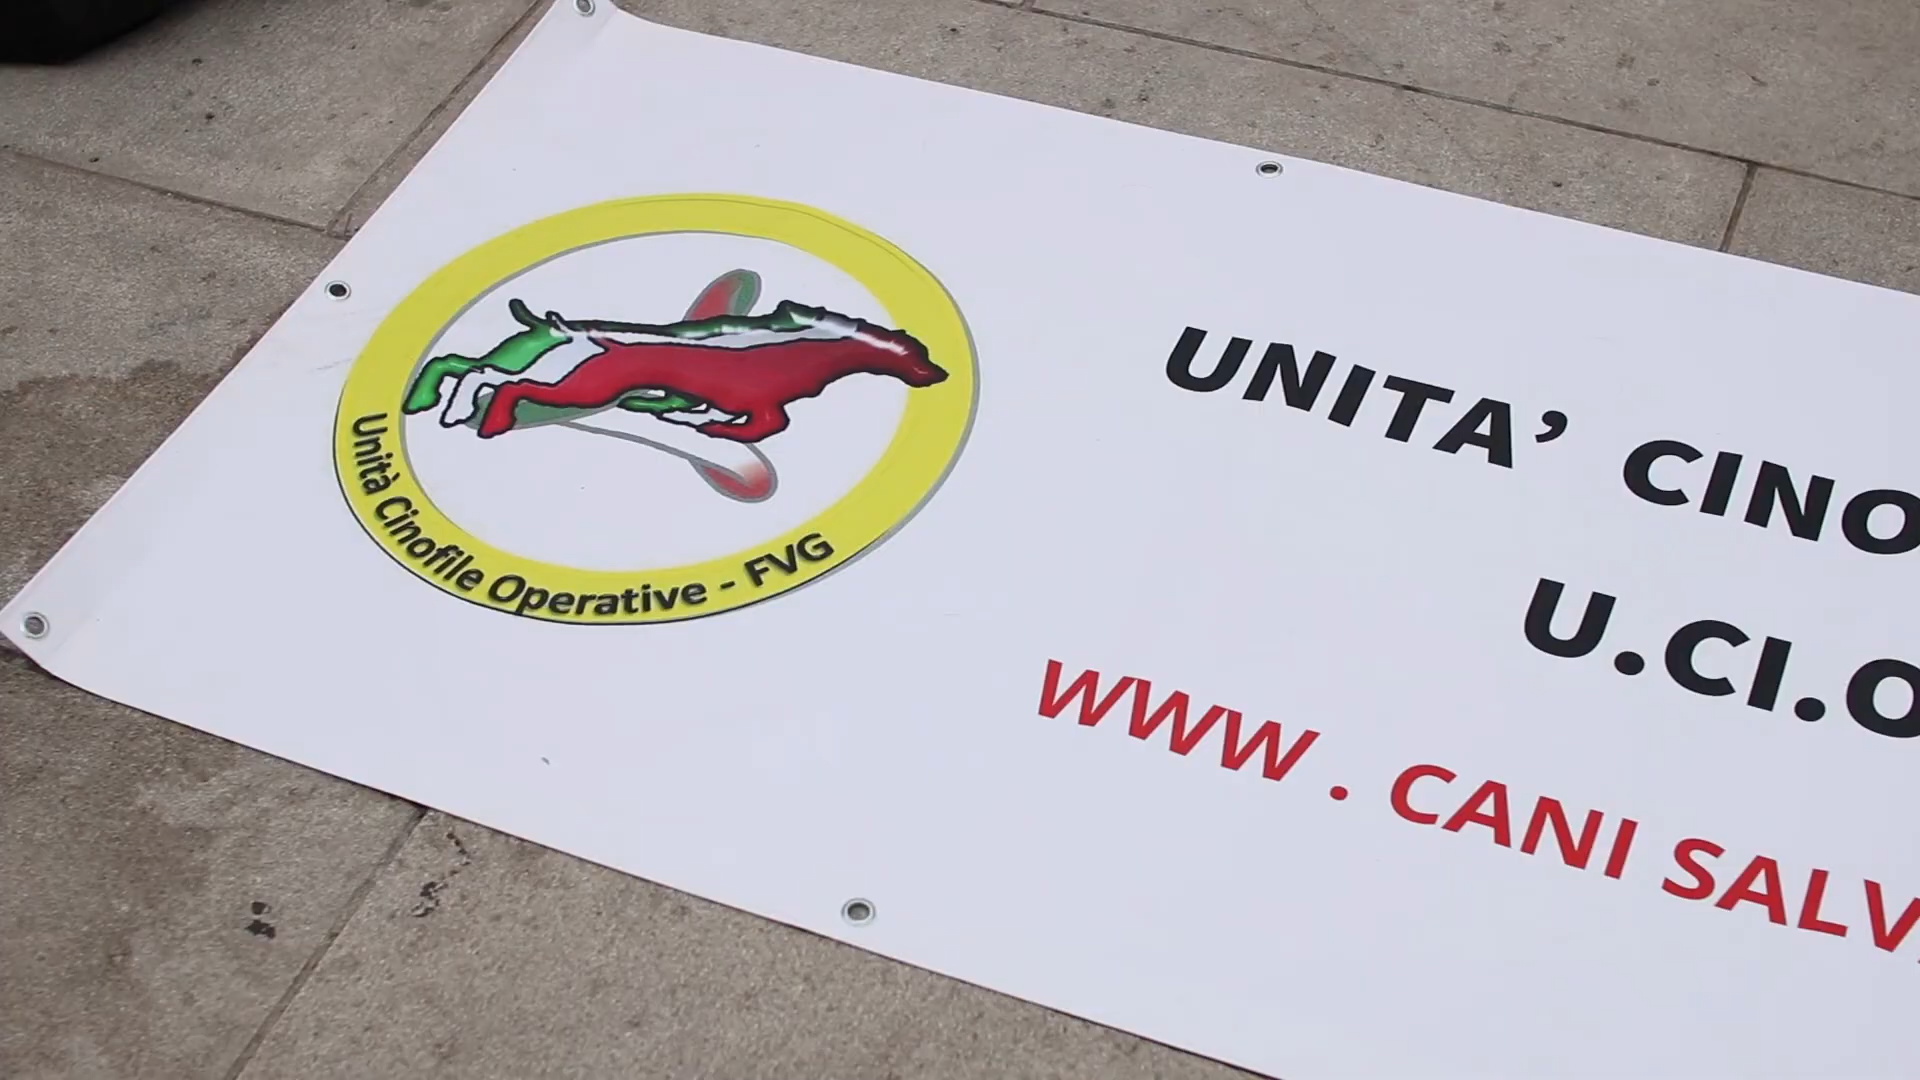 Unità Cinofile Operative - FVG
UNITA' CINO
U.CI.O
WWW . CANI SALV